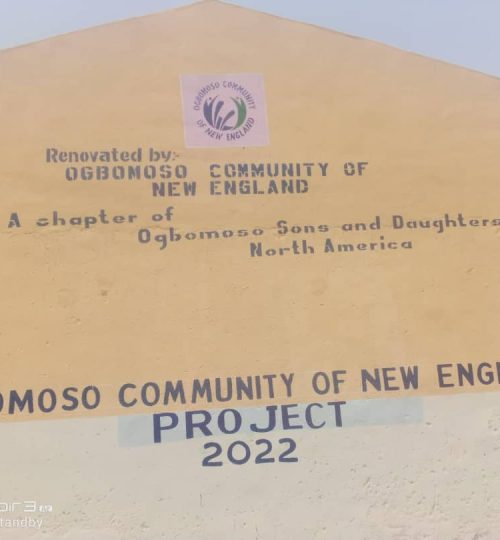 OGBOMOSO COMMUNITY
OF NEW ENGLAND
Renovated by:-
OGBOMOSO COMMUNITY OF
NEW ENGLAND
A chapter of
Ogbomoso Sons and Daughters
North America
OMOSO COMMUNITY OF NEW ENGL
PROJECT
2022